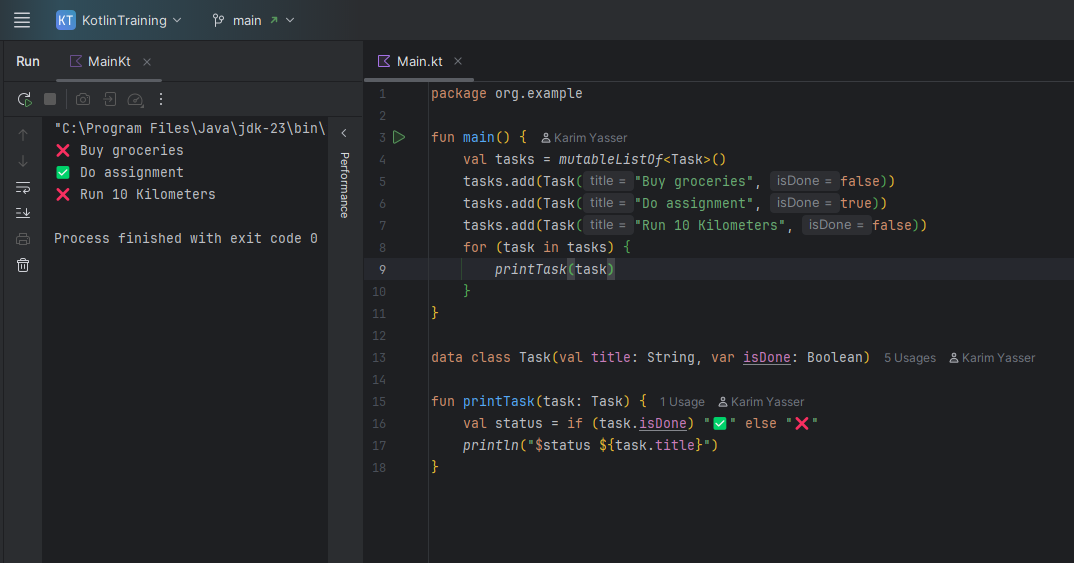 KT KotlinTraining main
Run MainKt
"C:\Program Files\Java\jdk-23\bin\
❌ Buy groceries
✅ Do assignment
❌ Run 10 Kilometers
Process finished with exit code 0
Performance
Main.kt
1 package org.example
2
3 fun main() { Karim Yasser
4 val tasks = mutableListOf<Task>()
5 tasks.add(Task( title = "Buy groceries", isDone = false))
6 tasks.add(Task( title = "Do assignment", isDone = true))
7 tasks.add(Task( title = "Run 10 Kilometers", isDone = false))
8 for (task in tasks) {
9 printTask(task)
10 }
11 }
12
13 data class Task(val title: String, var isDone: Boolean) 5 Usages Karim Yasser
14
15 fun printTask(task: Task) { 1 Usage Karim Yasser
16 val status = if (task.isDone) "✅" else "❌"
17 println("$status ${task.title}")
18 }